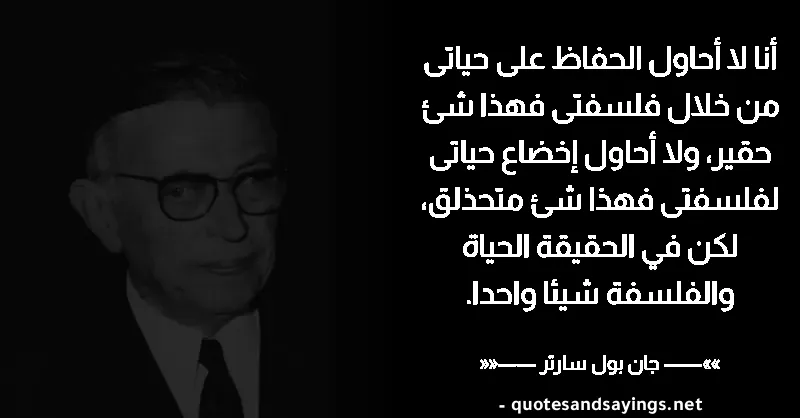 أنا لا أحاول الحفاظ على حياتى
من خلال فلسفتى فهذا شئ
حقير، ولا أحاول إخضاع حياتى
لفلسفتى فهذا شئ متحذلق،
لكن في الحقيقة الحياة
والفلسفة شيئا واحدا.
»»—— جان بول سارتر ——««
- quotesandsayings.net